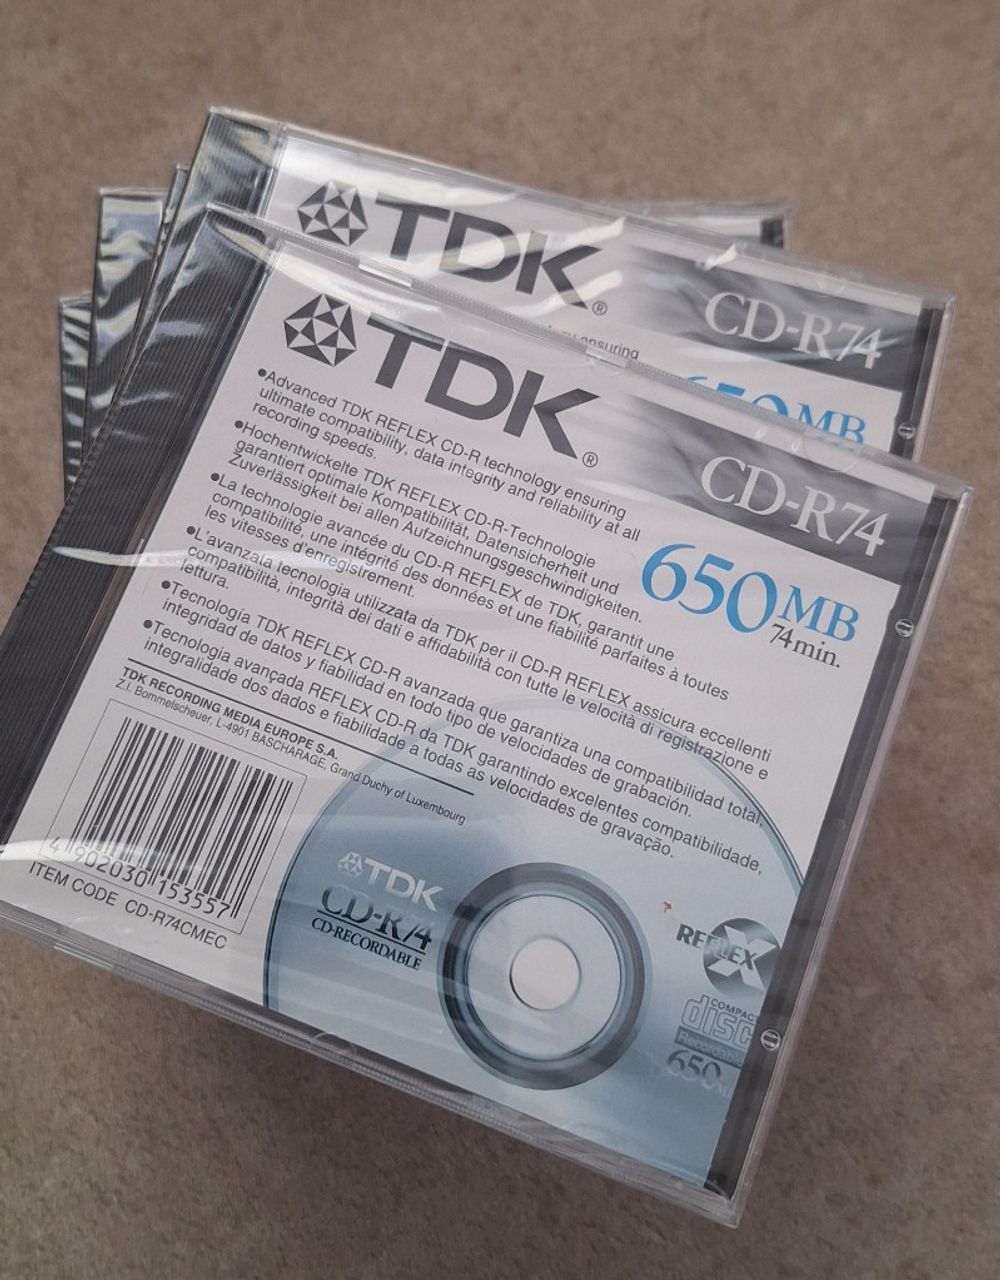 TDK®
CD-R74
ensuring
650MB
TDK®
CD-R74
•Advanced TDK REFLEX CD-R technology ensuring
ultimate compatibility, data integrity and reliability at all
recording speeds.
•Hochentwickelte TDK REFLEX CD-R-Technologie
garantiert optimale Kompatibilität, Datensicherheit und
Zuverlässigkeit bei allen Aufzeichnungsgeschwindigkeiten.
•La technologie avancée du CD-R REFLEX de TDK, garantit une
compatibilité, une intégrité des données et une fiabilité parfaites à toutes
les vitesses d'enregistrement.
•L'avanzata tecnologia utilizzata da TDK per il CD-R REFLEX assicura eccellenti
compatibilità, integrità dei dati e affidabilità con tutte le velocità di registrazione e
lettura.
•Tecnología TDK REFLEX CD-R avanzada que garantiza una compatibilidad total,
integridad de datos y fiabilidad en todo tipo de velocidades de grabación.
•Tecnologia avançada REFLEX CD-R da TDK garantindo excelentes compatibilidade,
integralidade dos dados e fiabilidade a todas as velocidades de gravação.
650MB
74min.
TDK RECORDING MEDIA EUROPE S.A.
Z.I. Bommelscheuer, L-4901 BASCHARAGE, Grand Duchy of Luxembourg
4 902030 153557
ITEM CODE CD-R74CMEC
TDK
CD-R74
CD-RECORDABLE
REFLEX
COMPACT
disc
Recordable
650